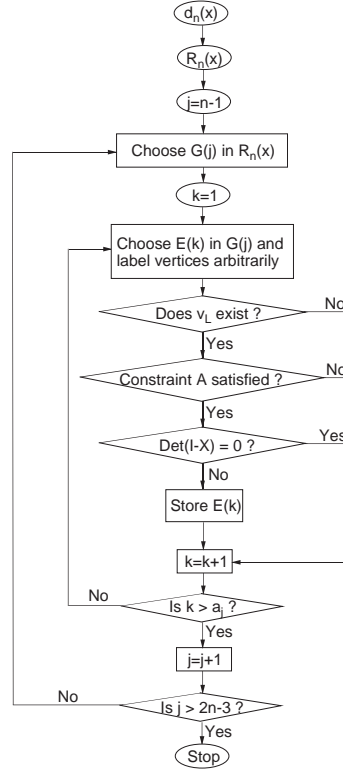 d_n(x)
R_n(x)
j=n-1
Choose G(j) in R_n(x)
k=1
Choose E(k) in G(j) and
label vertices arbitrarily
Does v_L exist ?
No
Yes
Constraint A satisfied ?
No
Yes
Det(I-X) = 0 ?
Yes
No
Store E(k)
k=k+1
Is k > a_j ?
No
Yes
j=j+1
Is j > 2n-3 ?
No
Yes
Stop